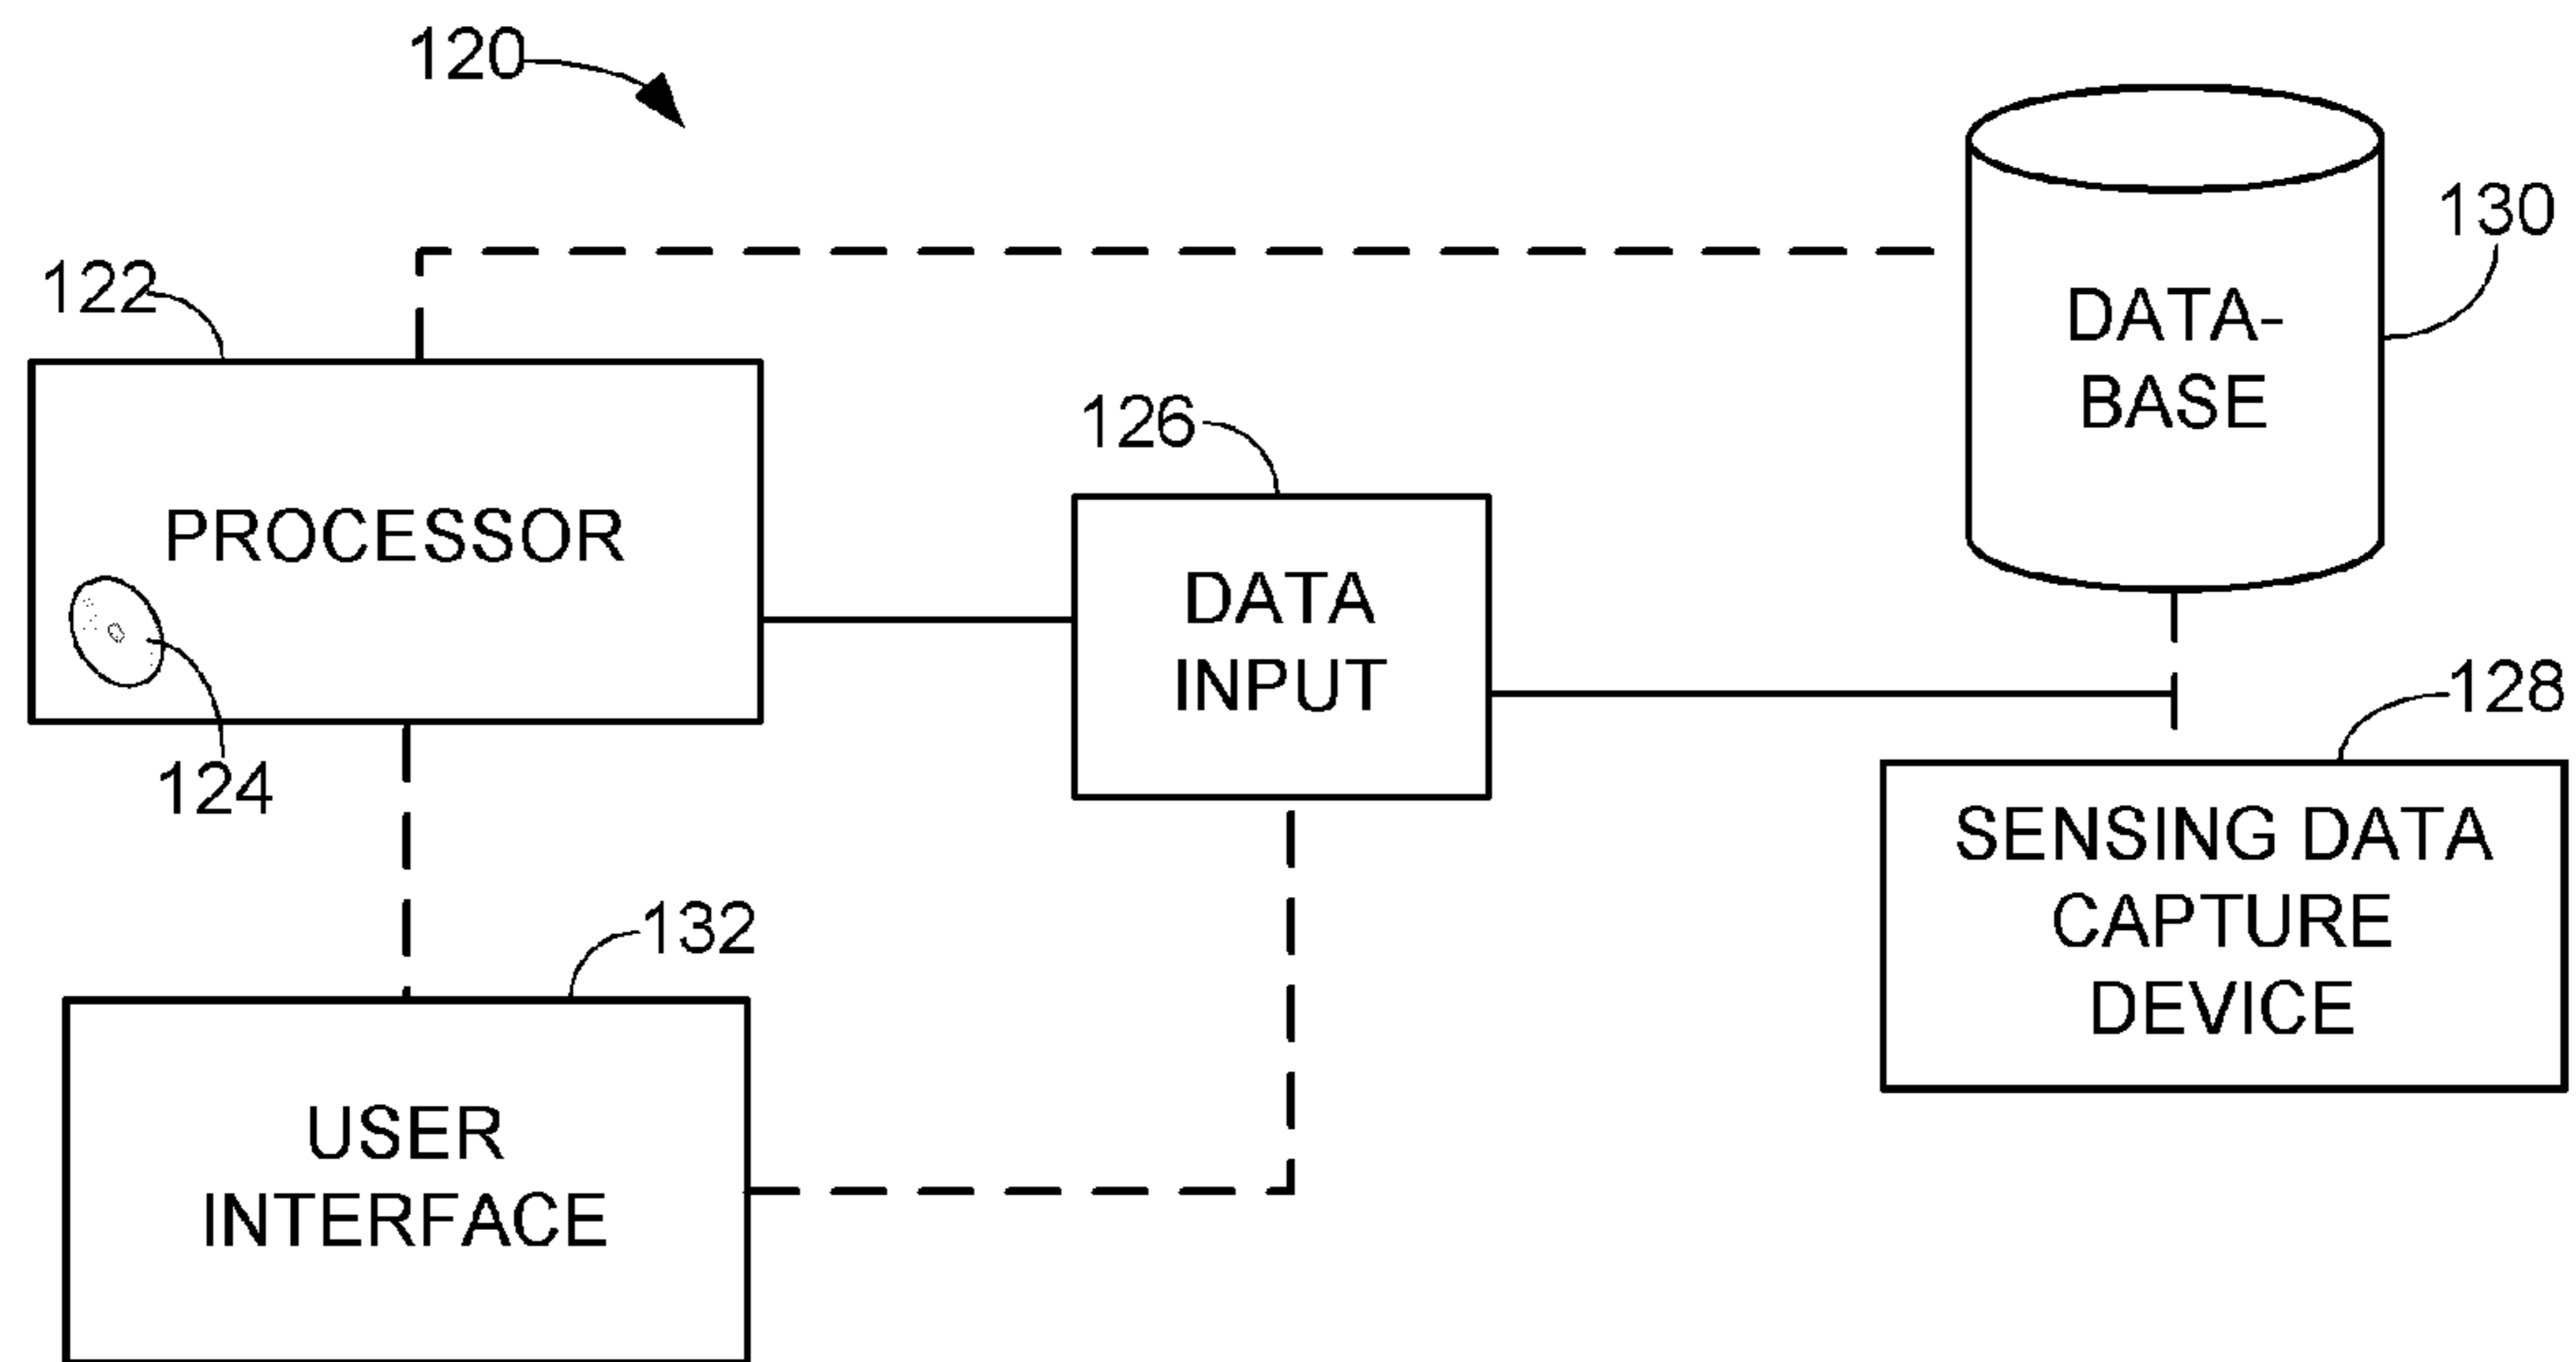 120
130
122
DATA-
BASE
126
PROCESSOR
DATA
INPUT
128
124
SENSING DATA
CAPTURE
DEVICE
132
USER
INTERFACE